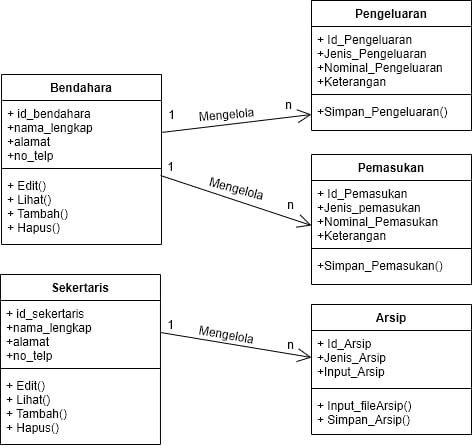 Pengeluaran
+ Id_Pengeluaran
+Jenis_Pengeluaran
+Nominal_Pengeluaran
+Keterangan
+Simpan_Pengeluaran()
Bendahara
+ id_bendahara
+nama_lengkap
+alamat
+no_telp
+ Edit()
+ Lihat()
+ Tambah()
+ Hapus()
1 Mengelola n
1 Mengelola n
Pemasukan
+ Id_Pemasukan
+Jenis_pemasukan
+Nominal_Pemasukan
+Keterangan
+Simpan_Pemasukan()
Sekertaris
+ id_sekertaris
+nama_lengkap
+alamat
+no_telp
+ Edit()
+ Lihat()
+ Tambah()
+ Hapus()
1 Mengelola n
Arsip
+ Id_Arsip
+Jenis_Arsip
+Input_Arsip
+ Input_fileArsip()
+ Simpan_Arsip()